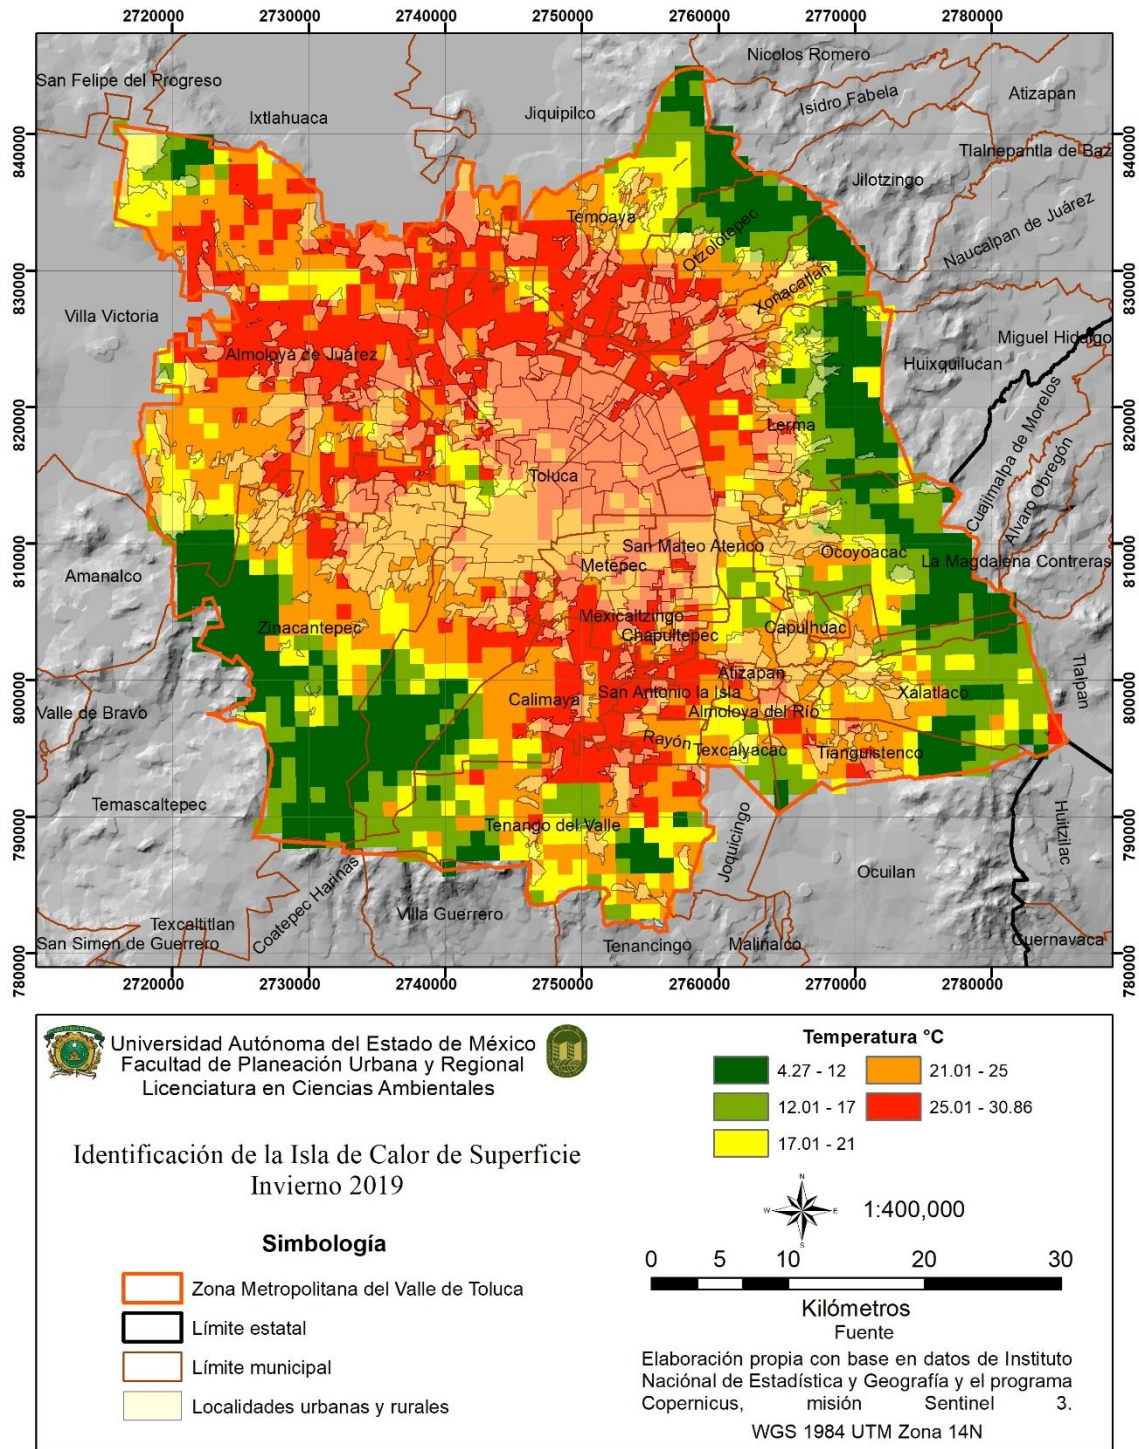 2720000 2730000 2740000 2750000 2760000 2770000 2780000
Nicolos Romero
San Felipe del Progreso
Isidro Fabela
Atizapan
Jiquipilco
Ixtlahuaca
840000 840000
Tlalnepantla de Baz
Jilotzingo
Naucalpan de Juárez
Temoaya
Otzolotepec
Xonacatlan
830000 830000
Villa Victoria
Miguel Hidalgo
Almoloya de Juárez
Huixquilucan
820000 820000
Lerma
Cuajimalpa de Morelos
Alvaro Obregón
Toluca
San Mateo Atenco
Ocoyoacac
810000 810000
La Magdalena Contreras
Metepec
Amanalco
Mexicaltzingo
Zinacantepec
Chapultepec
Capulhuac
Atizapan
Tlalpan
800000 800000
San Antonio la Isla
Xalatlaco
Calimaya
Valle de Bravo
Almoloya del Río
Rayón
Texcalyacac
Tianguistenco
Temascaltepec
790000 790000
Tenango del Valle
Huitzilac
Joquicingo
Ocuilan
Coatepec Harinas
Villa Guerrero
Texcaltitlan
San Simen de Guerrero
Tenancingo
Malinalco
Cuernavaca
780000 780000
2720000 2730000 2740000 2750000 2760000 2770000 2780000
Universidad Autónoma del Estado de México
Facultad de Planeación Urbana y Regional
Licenciatura en Ciencias Ambientales
Identificación de la Isla de Calor de Superficie
Invierno 2019
Simbología
Zona Metropolitana del Valle de Toluca
Límite estatal
Límite municipal
Localidades urbanas y rurales
Temperatura °C
4.27 - 12 21.01 - 25
12.01 - 17 25.01 - 30.86
17.01 - 21
N
W E
S
1:400,000
0 5 10 20 30
Kilómetros
Fuente
Elaboración propia con base en datos de Instituto
Naciónal de Estadística y Geografía y el programa
Copernicus, misión Sentinel 3.
WGS 1984 UTM Zona 14N